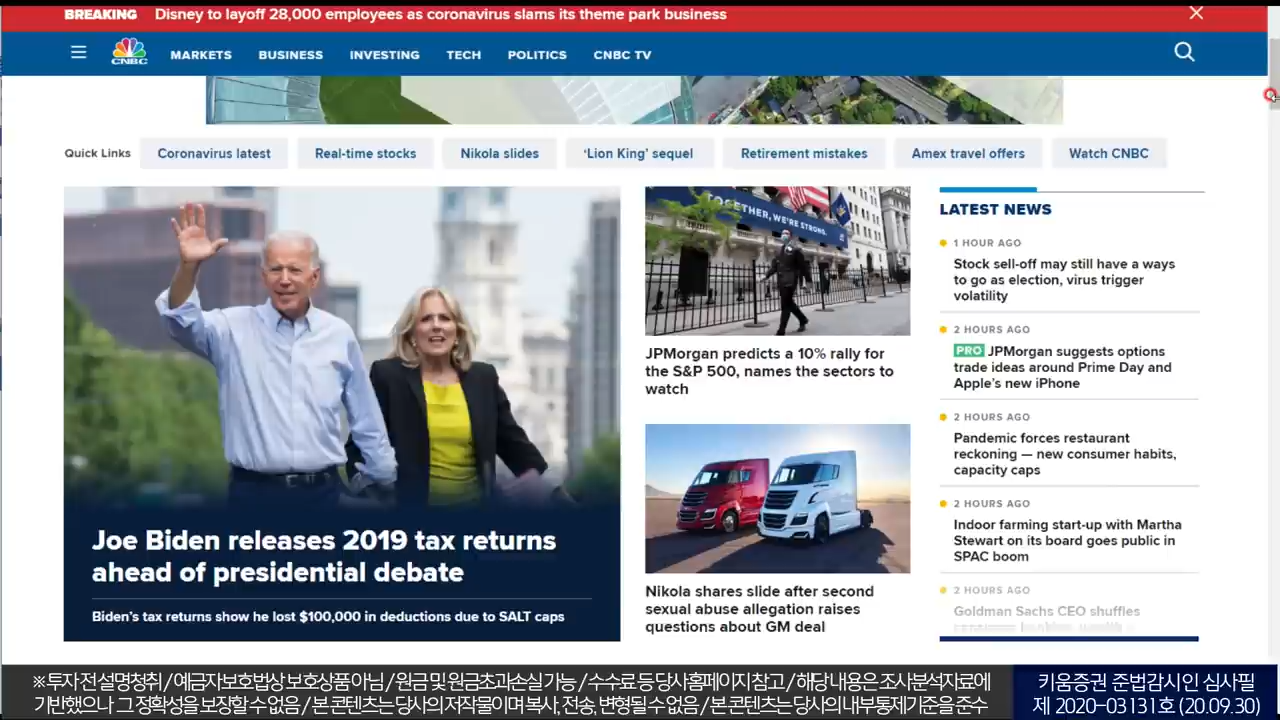 BREAKING Disney to layoff 28,000 employees as coronavirus slams its theme park business
CNBC MARKETS BUSINESS INVESTING TECH POLITICS CNBC TV
Quick Links Coronavirus latest Real-time stocks Nikola slides 'Lion King' sequel Retirement mistakes Amex travel offers Watch CNBC
Joe Biden releases 2019 tax returns
ahead of presidential debate
Biden's tax returns show he lost $100,000 in deductions due to SALT caps
TOGETHER, WE'RE STRONG.
JPMorgan predicts a 10% rally for
the S&P 500, names the sectors to
watch
Nikola shares slide after second
sexual abuse allegation raises
questions about GM deal
LATEST NEWS
1 HOUR AGO
Stock sell-off may still have a ways
to go as election, virus trigger
volatility
2 HOURS AGO
PRO JPMorgan suggests options
trade ideas around Prime Day and
Apple's new iPhone
2 HOURS AGO
Pandemic forces restaurant
reckoning — new consumer habits,
capacity caps
2 HOURS AGO
Indoor farming start-up with Martha
Stewart on its board goes public in
SPAC boom
2 HOURS AGO
Goldman Sachs CEO shuffles
※투자 전 설명청취 / 예금자보호법상 보호상품 아님 / 원금 및 원금초과손실 가능 / 수수료 등 당사홈페이지 참고 / 해당 내용은 조사분석자료에
기반했으나 그 정확성을 보장할 수 없음 / 본 콘텐츠는 당사의 저작물이며 복사, 전송, 변형될 수 없음 / 본 콘텐츠는 당사의 내부통제기준을 준수
키움증권 준법감시인 심사필
제 2020-03131호 (20.09.30)